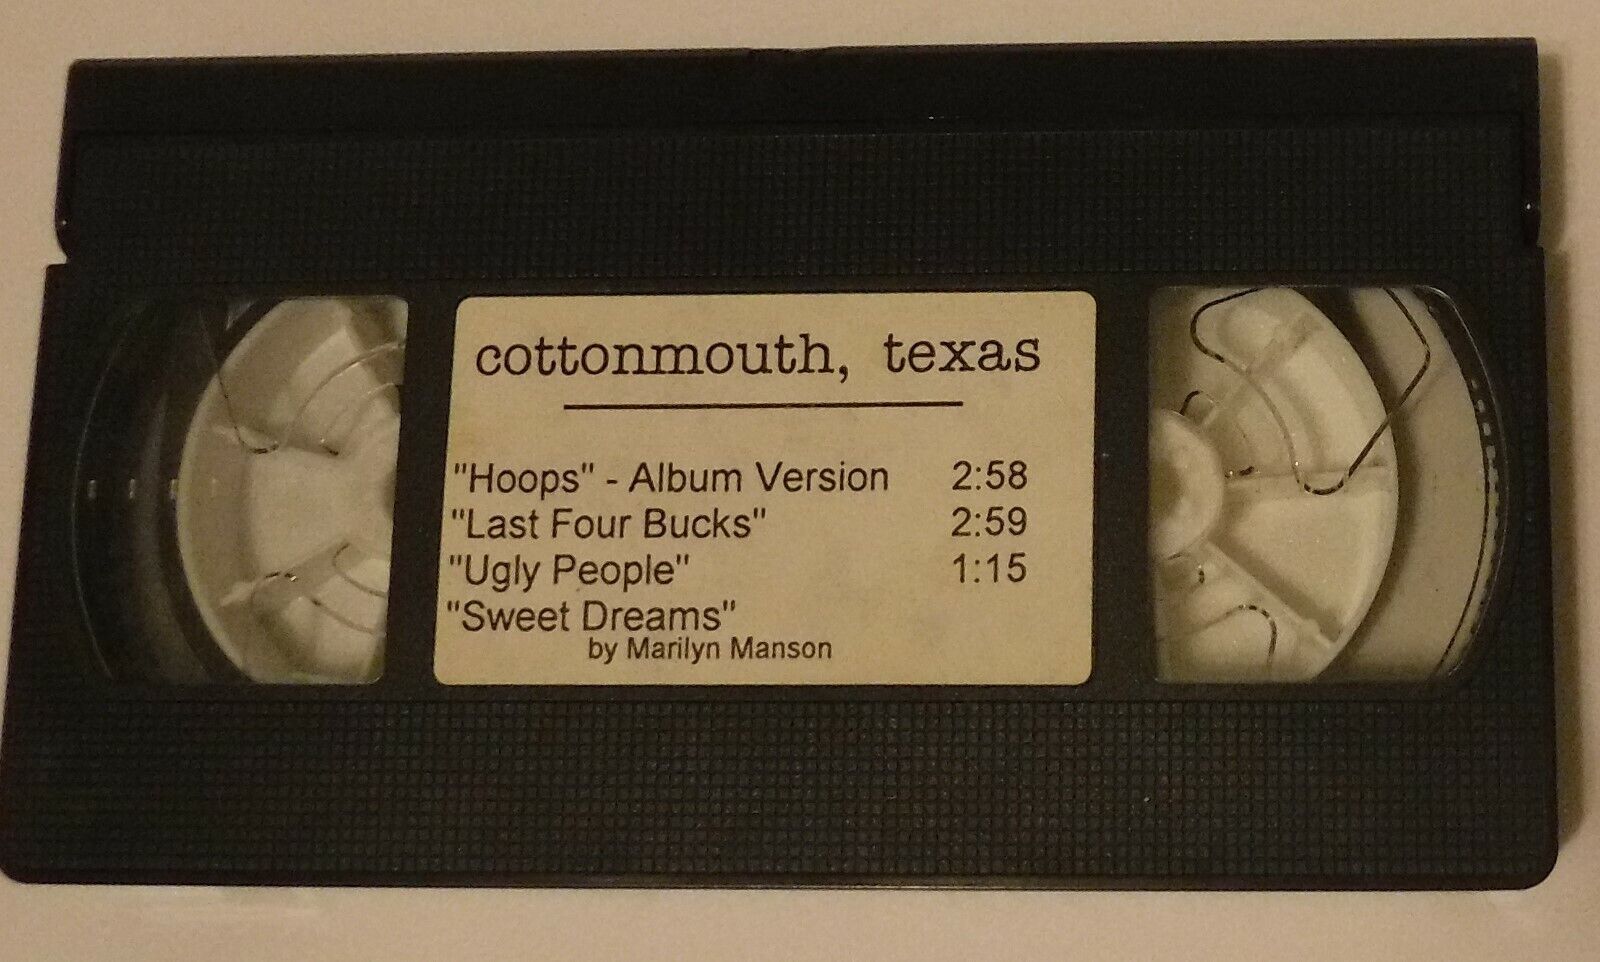 cottonmouth, texas
"Hoops" - Album Version 2:58
"Last Four Bucks" 2:59
"Ugly People" 1:15
"Sweet Dreams"
by Marilyn Manson